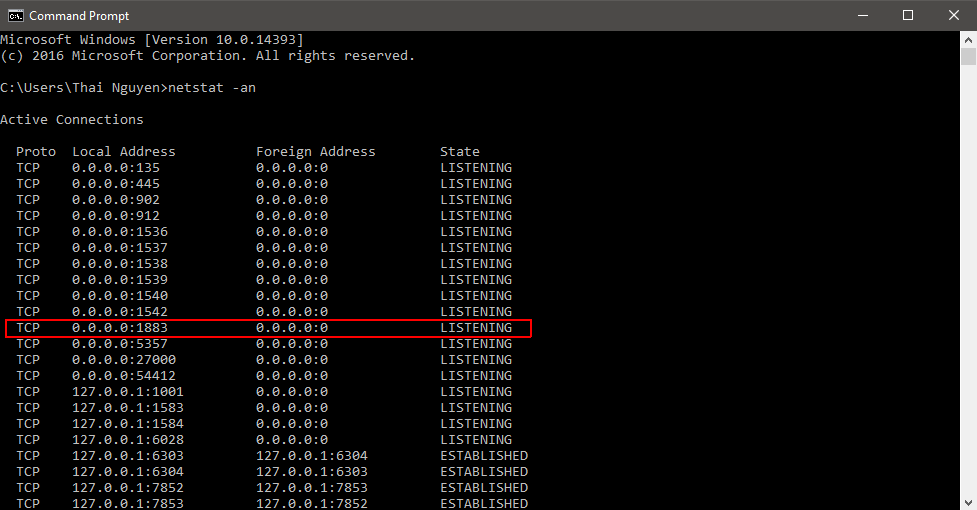 Command Prompt
Microsoft Windows [Version 10.0.14393]
(c) 2016 Microsoft Corporation. All rights reserved.
C:\Users\Thai Nguyen>netstat -an
Active Connections
Proto Local Address Foreign Address State
TCP 0.0.0.0:135 0.0.0.0:0 LISTENING
TCP 0.0.0.0:445 0.0.0.0:0 LISTENING
TCP 0.0.0.0:902 0.0.0.0:0 LISTENING
TCP 0.0.0.0:912 0.0.0.0:0 LISTENING
TCP 0.0.0.0:1536 0.0.0.0:0 LISTENING
TCP 0.0.0.0:1537 0.0.0.0:0 LISTENING
TCP 0.0.0.0:1538 0.0.0.0:0 LISTENING
TCP 0.0.0.0:1539 0.0.0.0:0 LISTENING
TCP 0.0.0.0:1540 0.0.0.0:0 LISTENING
TCP 0.0.0.0:1542 0.0.0.0:0 LISTENING
TCP 0.0.0.0:1883 0.0.0.0:0 LISTENING
TCP 0.0.0.0:5357 0.0.0.0:0 LISTENING
TCP 0.0.0.0:27000 0.0.0.0:0 LISTENING
TCP 0.0.0.0:54412 0.0.0.0:0 LISTENING
TCP 127.0.0.1:1001 0.0.0.0:0 LISTENING
TCP 127.0.0.1:1583 0.0.0.0:0 LISTENING
TCP 127.0.0.1:1584 0.0.0.0:0 LISTENING
TCP 127.0.0.1:6028 0.0.0.0:0 LISTENING
TCP 127.0.0.1:6303 127.0.0.1:6304 ESTABLISHED
TCP 127.0.0.1:6304 127.0.0.1:6303 ESTABLISHED
TCP 127.0.0.1:7852 127.0.0.1:7853 ESTABLISHED
TCP 127.0.0.1:7853 127.0.0.1:7852 ESTABLISHED